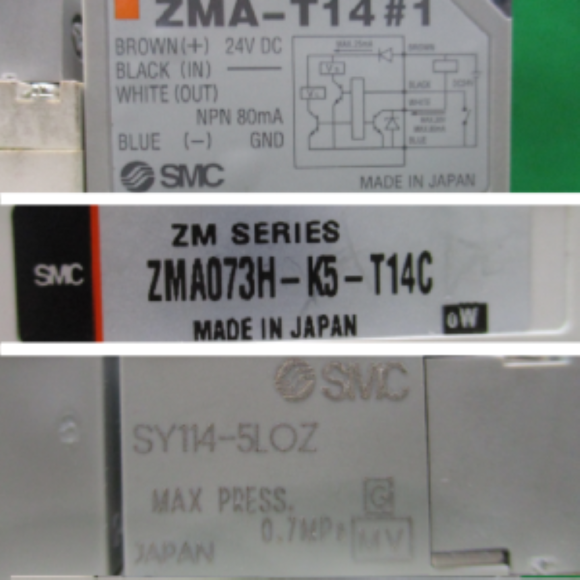 ZMA-T14#1
BROWN(+) 24V DC
BLACK (IN)
WHITE (OUT)
NPN 80mA
BLUE (-) GND
BROWN
BLACK
WHITE
BLUE
SMC
MADE IN JAPAN
ZM SERIES
SMC
ZMA073H-K5-T14C
MADE IN JAPAN
OW
SMC
SY114-5LOZ
MAX PRESS.
0.7MPa
MV
JAPAN